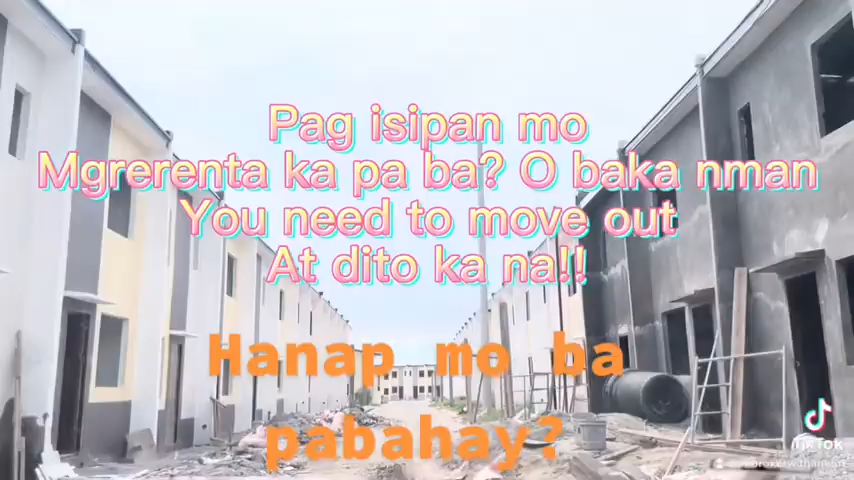 Pag isipan mo
Mgrerenta ka pa ba? O baka nman
You need to move out
At dito ka na!!
Hanap mo ba
pabahay?
TikTok